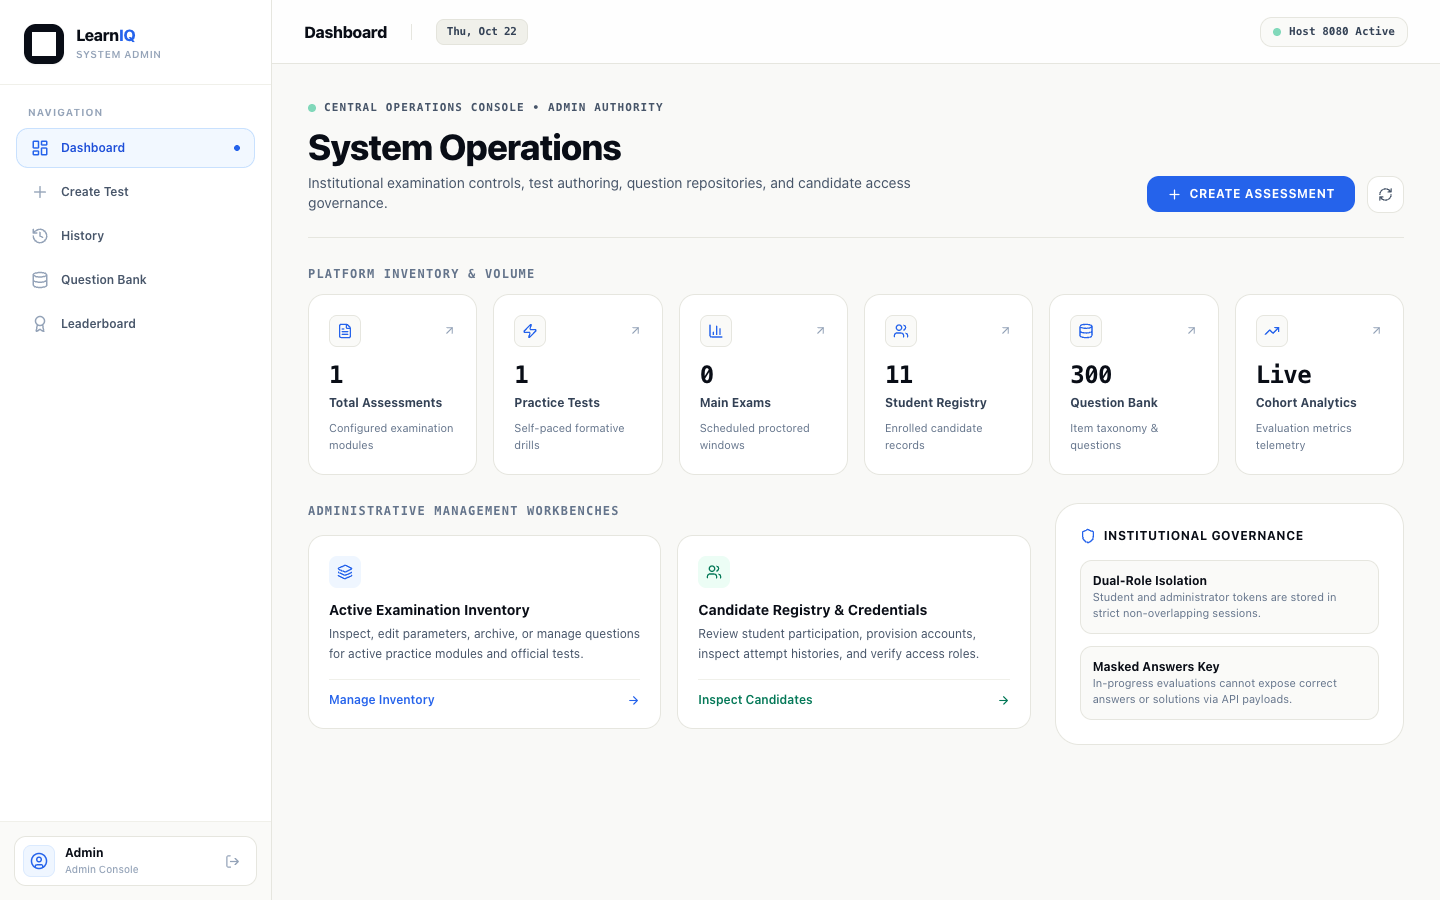 LearnIQ
SYSTEM ADMIN
NAVIGATION
Dashboard
Create Test
History
Question Bank
Leaderboard
Admin
Admin Console
Dashboard
Thu, Oct 22
Host 8080 Active
CENTRAL OPERATIONS CONSOLE • ADMIN AUTHORITY
System Operations
Institutional examination controls, test authoring, question repositories, and candidate access
governance.
CREATE ASSESSMENT
PLATFORM INVENTORY & VOLUME
1
Total Assessments
Configured examination
modules
1
Practice Tests
Self-paced formative
drills
0
Main Exams
Scheduled proctored
windows
11
Student Registry
Enrolled candidate
records
300
Question Bank
Item taxonomy &
questions
Live
Cohort Analytics
Evaluation metrics
telemetry
ADMINISTRATIVE MANAGEMENT WORKBENCHES
Active Examination Inventory
Inspect, edit parameters, archive, or manage questions
for active practice modules and official tests.
Manage Inventory
Candidate Registry & Credentials
Review student participation, provision accounts,
inspect attempt histories, and verify access roles.
Inspect Candidates
INSTITUTIONAL GOVERNANCE
Dual-Role Isolation
Student and administrator tokens are stored in
strict non-overlapping sessions.
Masked Answers Key
In-progress evaluations cannot expose correct
answers or solutions via API payloads.